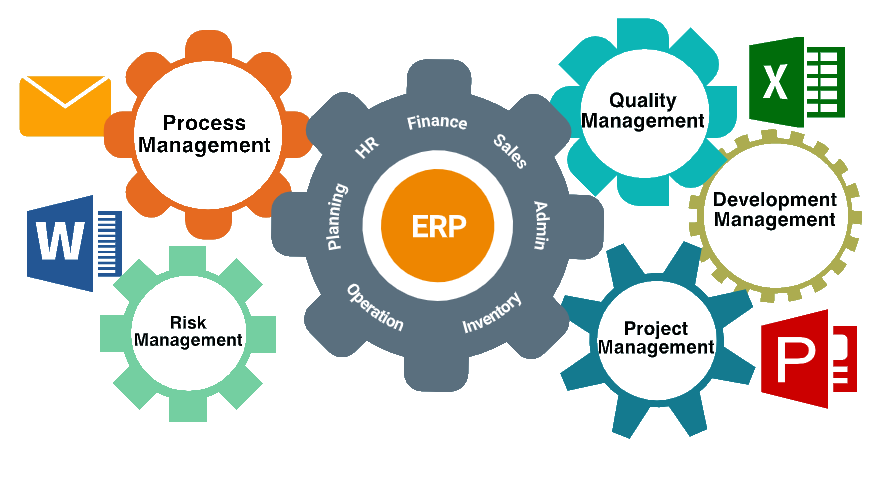 Process
Management
Quality
Management
X
HR
Finance
Sales
Planning
ERP
Admin
Operation
Inventory
Development
Management
W
Risk
Management
Project
Management
P